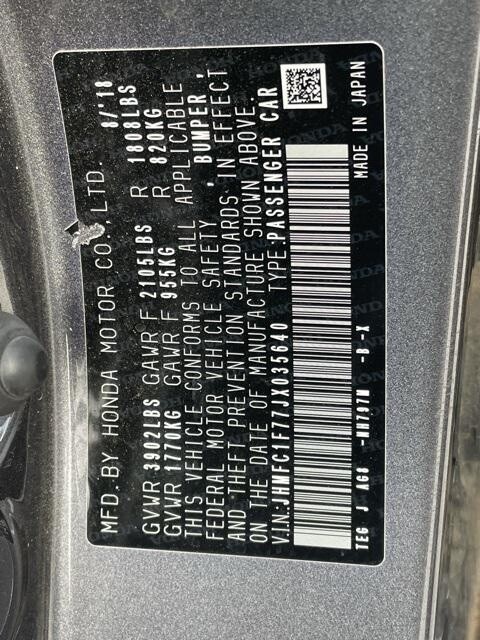 MFD.BY HONDA MOTOR CO.,LTD. 8/'18
GVWR 3902LBS GAWR F 2105LBS R 1808LBS
GVWR 1770KG GAWR F 955KG R 820KG
THIS VEHICLE CONFORMS TO ALL APPLICABLE
FEDERAL MOTOR VEHICLE SAFETY , BUMPER,
AND THEFT PREVENTION STANDARDS IN EFFECT
ON THE DATE OF MANUFACTURE SHOWN ABOVE.
V.I.N:JHMFC1F77JX035640 TYPE:PASSENGER CAR
TEG J AG8 - NH797M -B -X MADE IN JAPAN